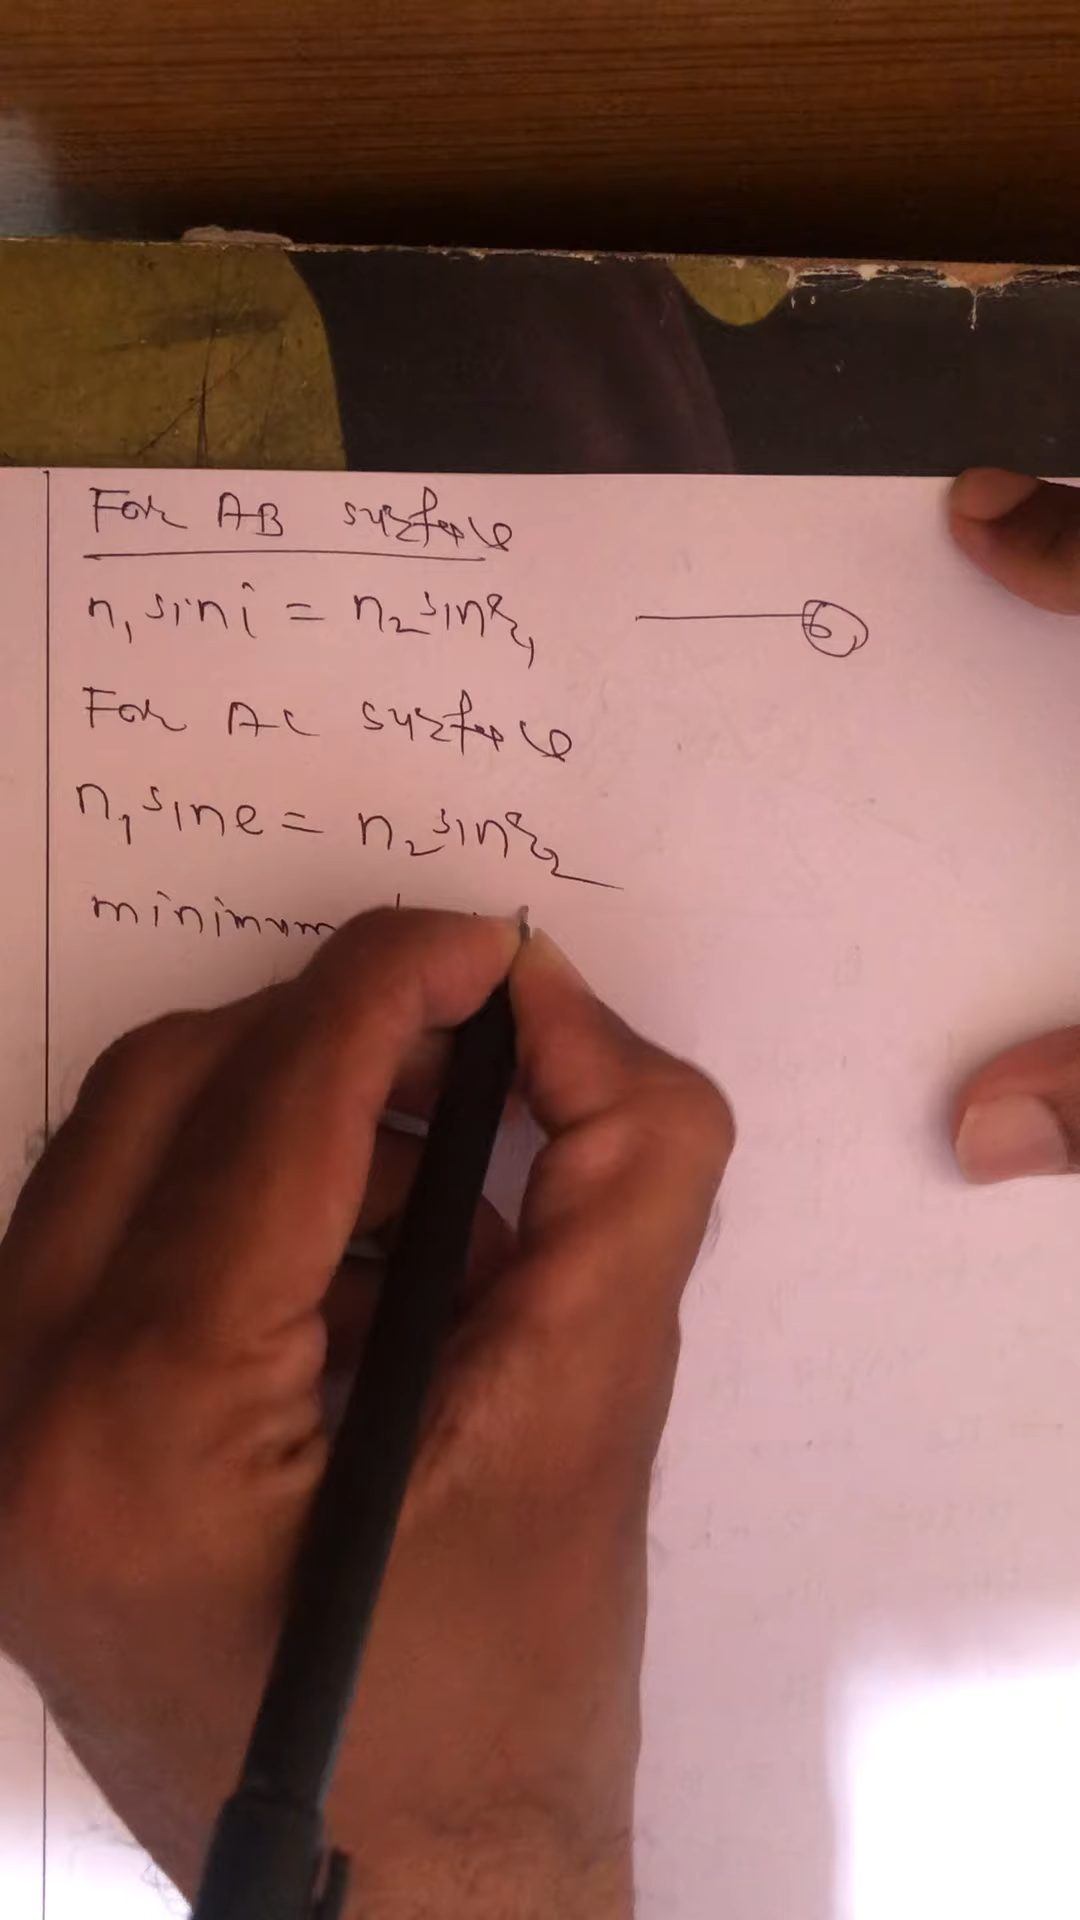 For AB surface
n₁ sin i = n₂ sin r₁ ⑥
For AC surface
n₁ sin e = n₂ sin r₂
minimum